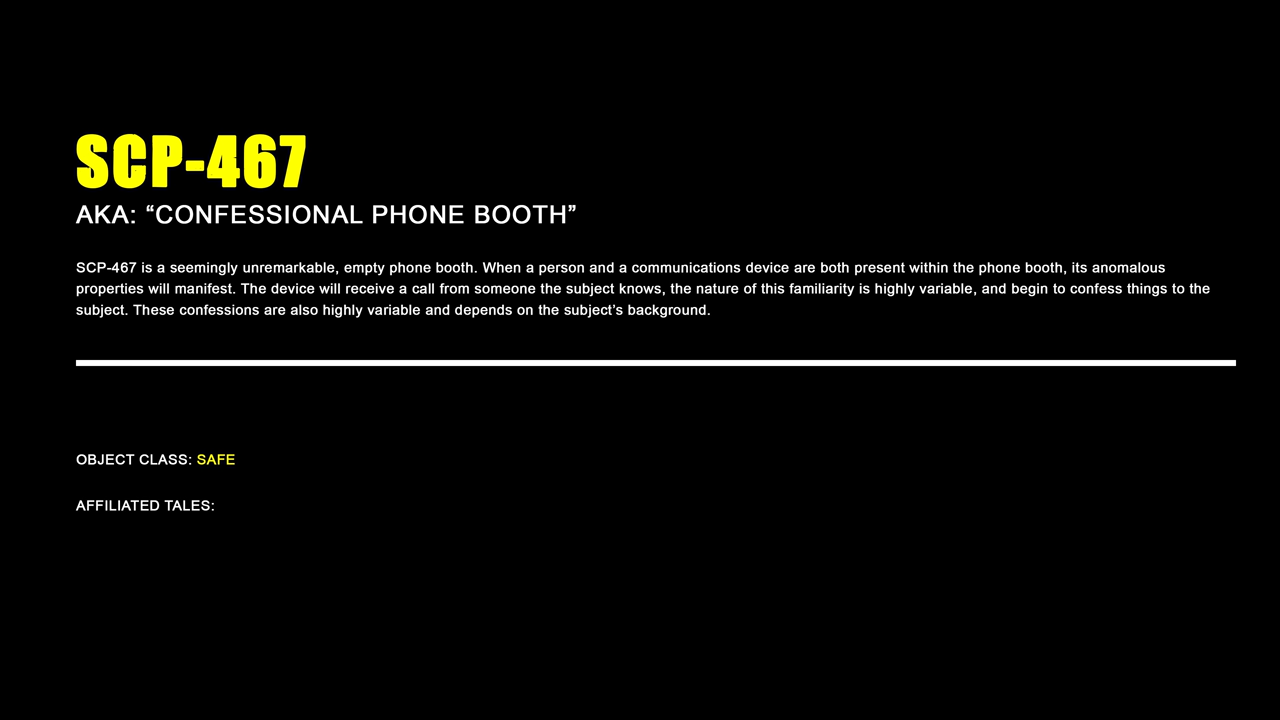 SCP-467
AKA: “CONFESSIONAL PHONE BOOTH”
SCP-467 is a seemingly unremarkable, empty phone booth. When a person and a communications device are both present within the phone booth, its anomalous
properties will manifest. The device will receive a call from someone the subject knows, the nature of this familiarity is highly variable, and begin to confess things to the
subject. These confessions are also highly variable and depends on the subject’s background.
OBJECT CLASS: SAFE
AFFILIATED TALES: